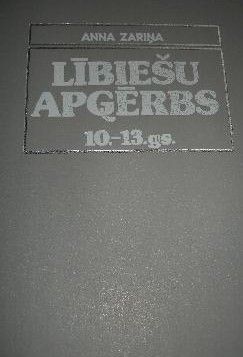 ANNA ZARIŅA
LĪBIEŠU
APĢĒRBS
10.–13.gs.